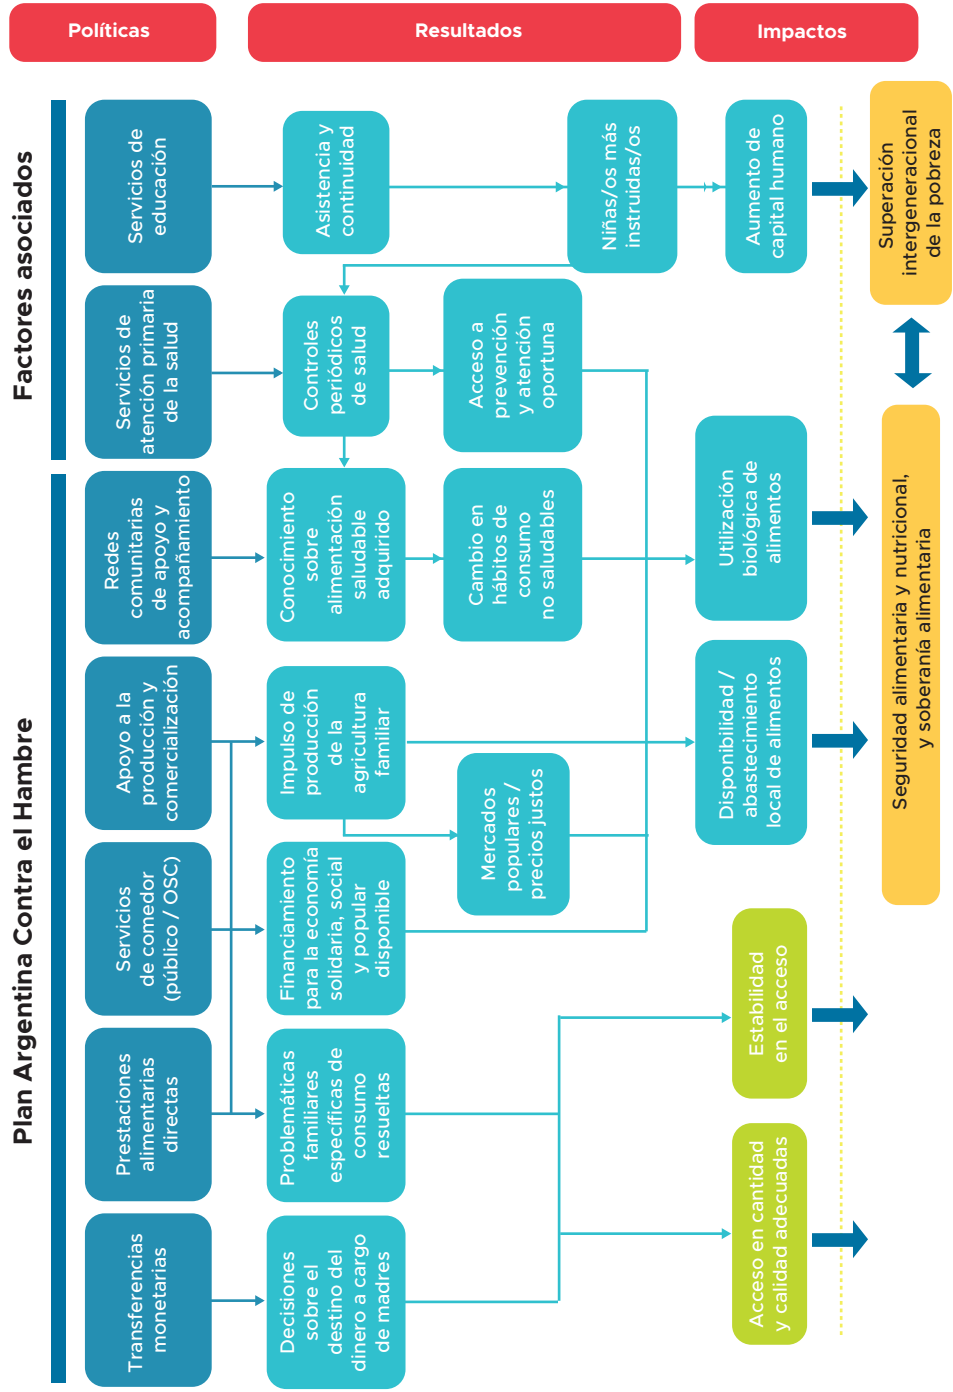 Políticas
Resultados
Impactos
Factores asociados
Plan Argentina Contra el Hambre
Servicios de
educación
Servicios de
atención primaria
de la salud
Redes
comunitarias
de apoyo y
acompañamiento
Apoyo a la
producción y
comercialización
Servicios
de comedor
(público / OSC)
Prestaciones
alimentarias
directas
Transferencias
monetarias
Asistencia y
continuidad
Controles
periódicos
de salud
Conocimiento
sobre
alimentación
saludable
adquirido
Impulso de
producción
de la
agricultura
familiar
Financiamiento
para la economía
solidaria, social
y popular
disponible
Problemáticas
familiares
específicas de
consumo
resueltas
Decisiones
sobre el
destino del
dinero a cargo
de madres
Niñas/os más
instruidas/os
Acceso a
prevención
y atención
oportuna
Cambio en
hábitos de
consumo
no saludables
Mercados
populares /
precios justos
Aumento de
capital humano
Utilización
biológica de
alimentos
Disponibilidad /
abastecimiento
local de alimentos
Estabilidad
en el acceso
Acceso en cantidad
y calidad adecuadas
Superación
intergeneracional
de la pobreza
Seguridad alimentaria y nutricional,
y soberanía alimentaria